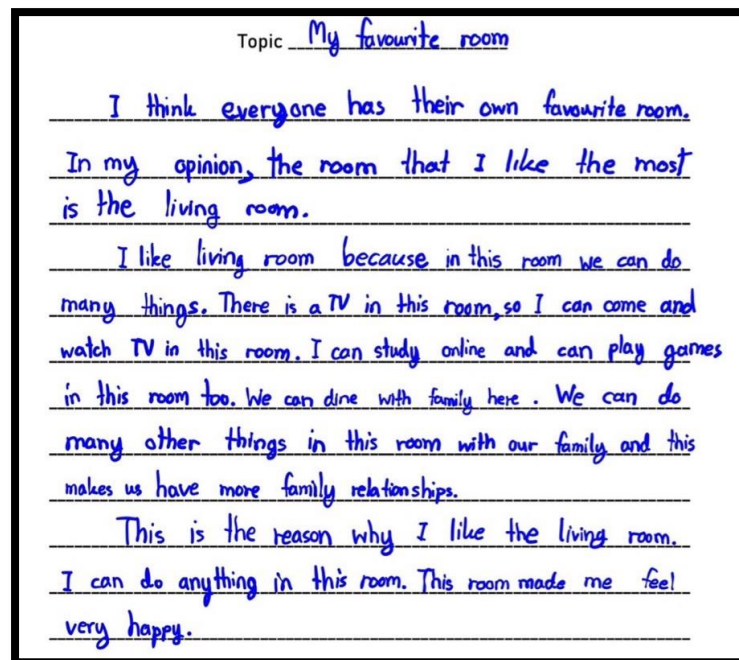 Topic My favourite room
I think everyone has their own favourite room.
In my opinion, the room that I like the most
is the living room.
I like living room because in this room we can do
many things. There is a TV in this room, so I can come and
watch TV in this room. I can study online and can play games
in this room too. We can dine with family here. We can do
many other things in this room with our family and this
makes us have more family relationships.
This is the reason why I like the living room.
I can do anything in this room. This room made me feel
very happy.